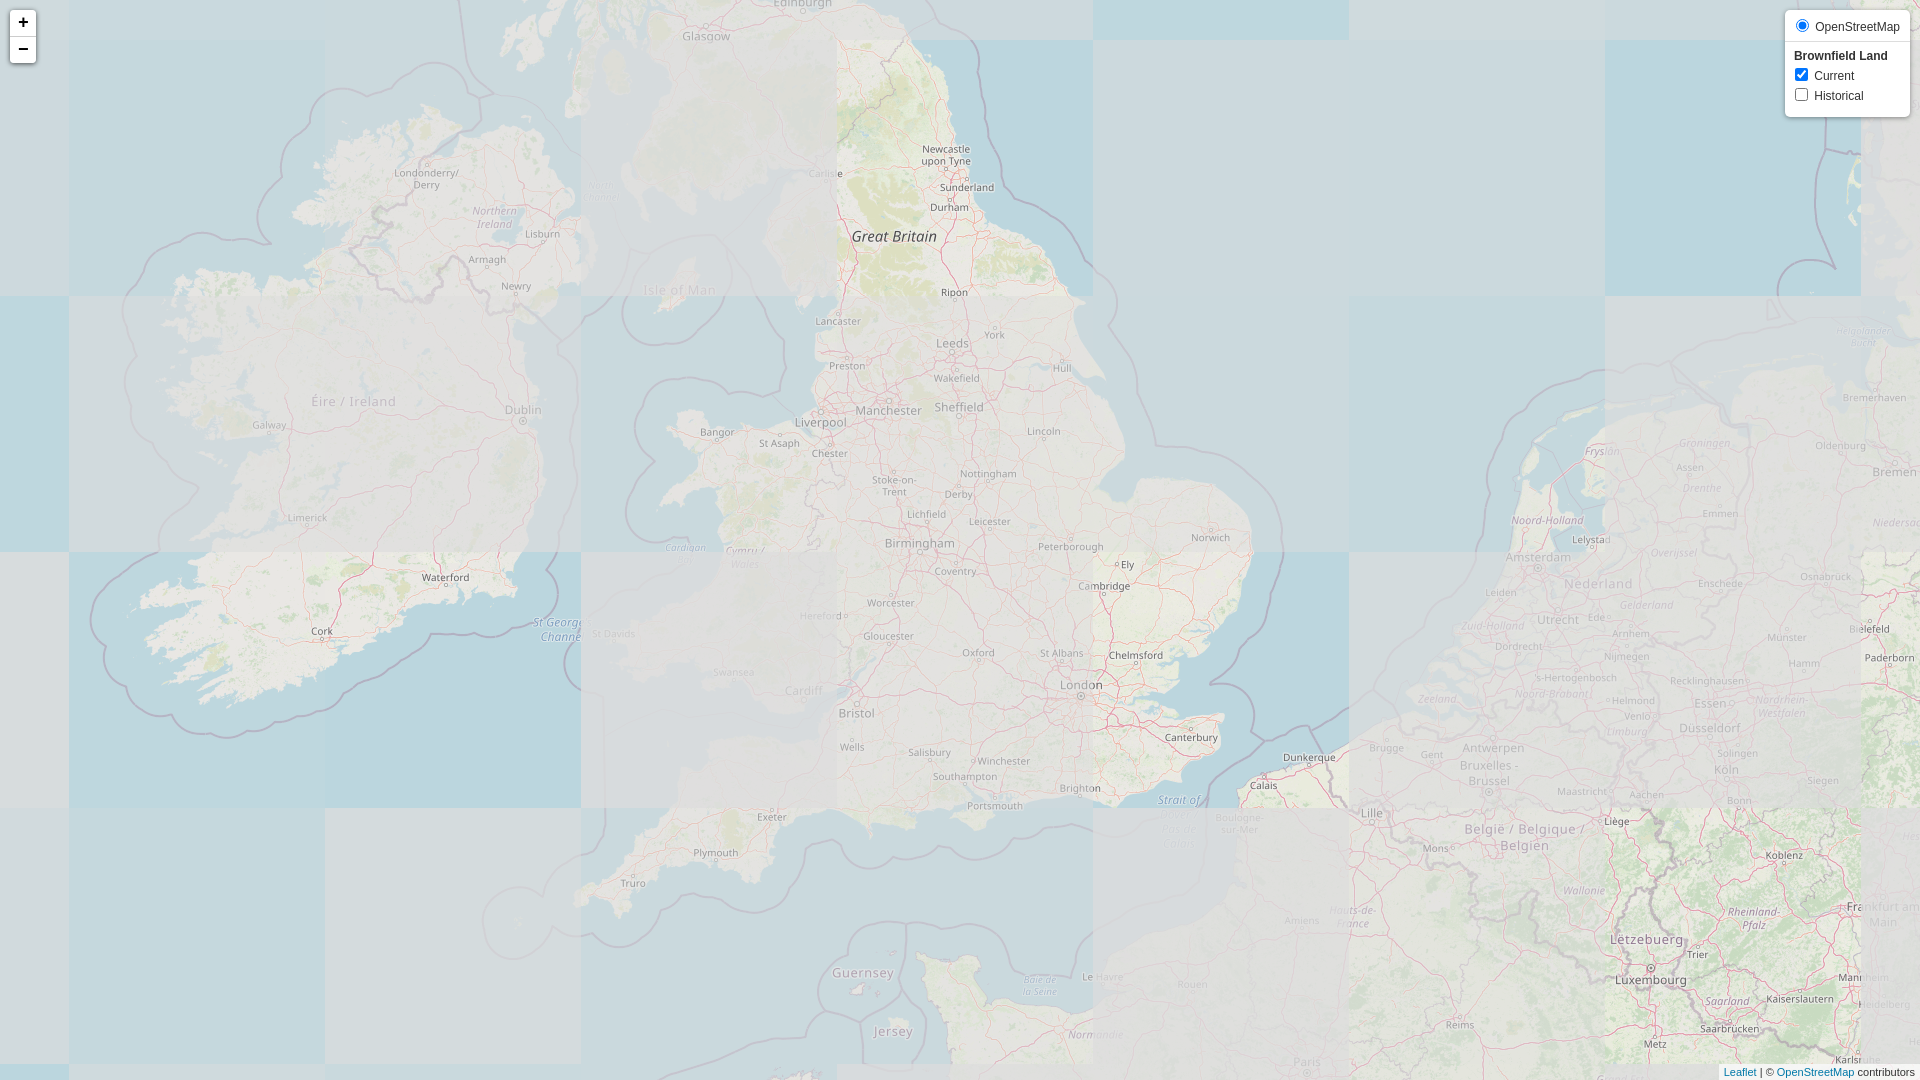 +
−
OpenStreetMap
Brownfield Land
Current
Historical
Edinburgh
Glasgow
Newcastle
upon Tyne
Carlisle
Londonderry/
Derry
Sunderland
Durham
Northern
Ireland
Lisburn
Great Britain
Armagh
Newry
Isle of Man
Ripon
Lancaster
York
Leeds
Preston
Hull
Wakefield
Éire / Ireland
Dublin
Manchester
Sheffield
Liverpool
Galway
Bangor
Lincoln
St Asaph
Chester
Bremerhaven
Groningen
Oldenburg
Fryslân
Assen
Bremen
Nottingham
Stoke-on-
Trent
Derby
Drenthe
Limerick
Lichfield
Leicester
Noord-Holland
Emmen
Niedersac
Norwich
Lelystad
Birmingham
Peterborough
Cardigan
Cymru /
Wales
Amsterdam
Overijssel
Ely
Coventry
Waterford
Cambridge
Nederland
Enschede
Osnabrück
Leiden
Worcester
Gelderland
Hereford
St George
Channe
Zuid-Holland
Utrecht
Ede
Bielefeld
Cork
St Davids
Gloucester
Arnhem
Münster
Dordrecht
Oxford
St Albans
Chelmsford
Nijmegen
Hamm
Paderborn
Swansea
's-Hertogenbosch
Recklinghausen
London
Cardiff
Zeeland
Noord-Brabant
Helmond
Essen
Nordrhein-
Westfalen
Bristol
Venlo
Canterbury
Limburg
Düsseldorf
Wells
Salisbury
Brugge
Gent
Antwerpen
Solingen
Winchester
Dunkerque
Bruxelles -
Brussel
Köln
Southampton
Calais
Maastricht
Aachen
Siegen
Brighton
Strait of
Bonn
Portsmouth
Exeter
Boulogne-
sur-Mer
Lille
Liège
België / Belgique /
Belgien
Mons
Plymouth
Koblenz
Truro
Wallonie
Hauts-de-
France
Amiens
Rheinland-
Pfalz
Frankfurt am
Main
Lëtzebuerg
Trier
Guernsey
Baie de
la Seine
Le Havre
Rouen
Luxembourg
Mannheim
Kaiserslautern
Saarland
Heidelberg
Jersey
Normandie
Reims
Saarbrücken
Metz
Paris
Karlsruhe
Leaflet | © OpenStreetMap contributors